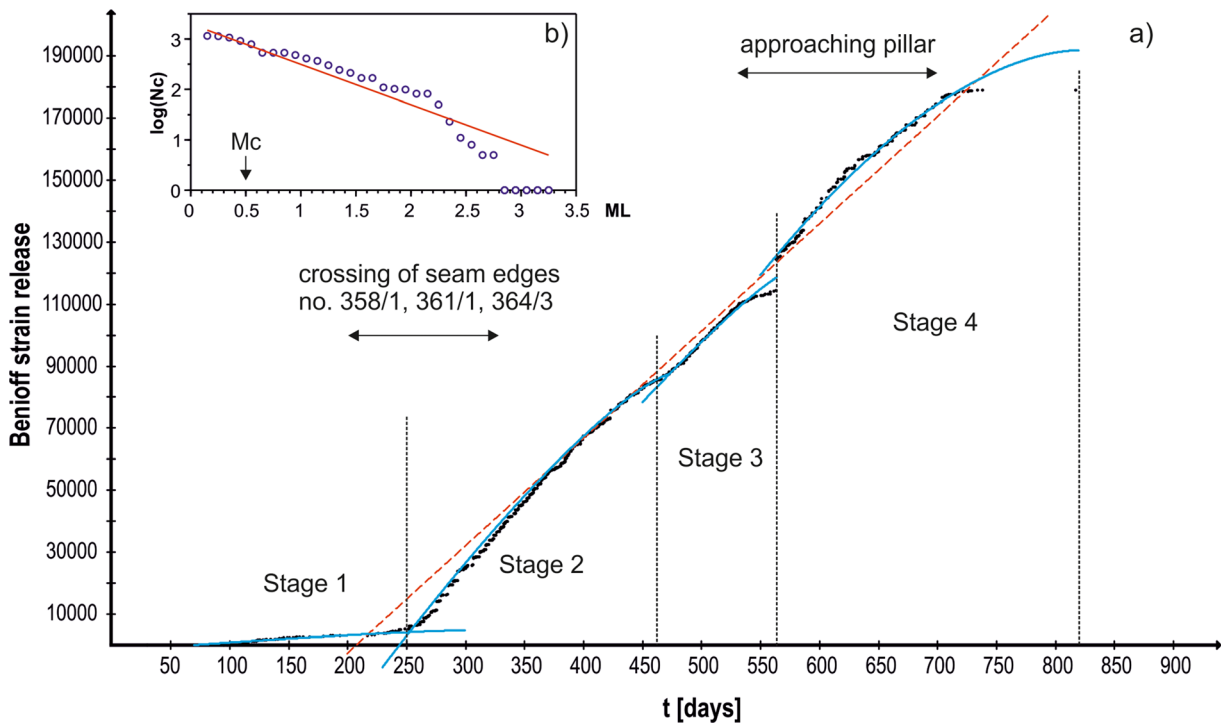 b)
a)
approaching pillar
log(Nc)
3
2
1
0
Mc
0 0.5 1 1.5 2 2.5 3 3.5 ML
crossing of seam edges
no. 358/1, 361/1, 364/3
Benioff strain release
190000
170000
150000
130000
110000
90000
70000
50000
30000
10000
Stage 1
Stage 2
Stage 3
Stage 4
50 100 150 200 250 300 350 400 450 500 550 600 650 700 750 800 850 900
t [days]